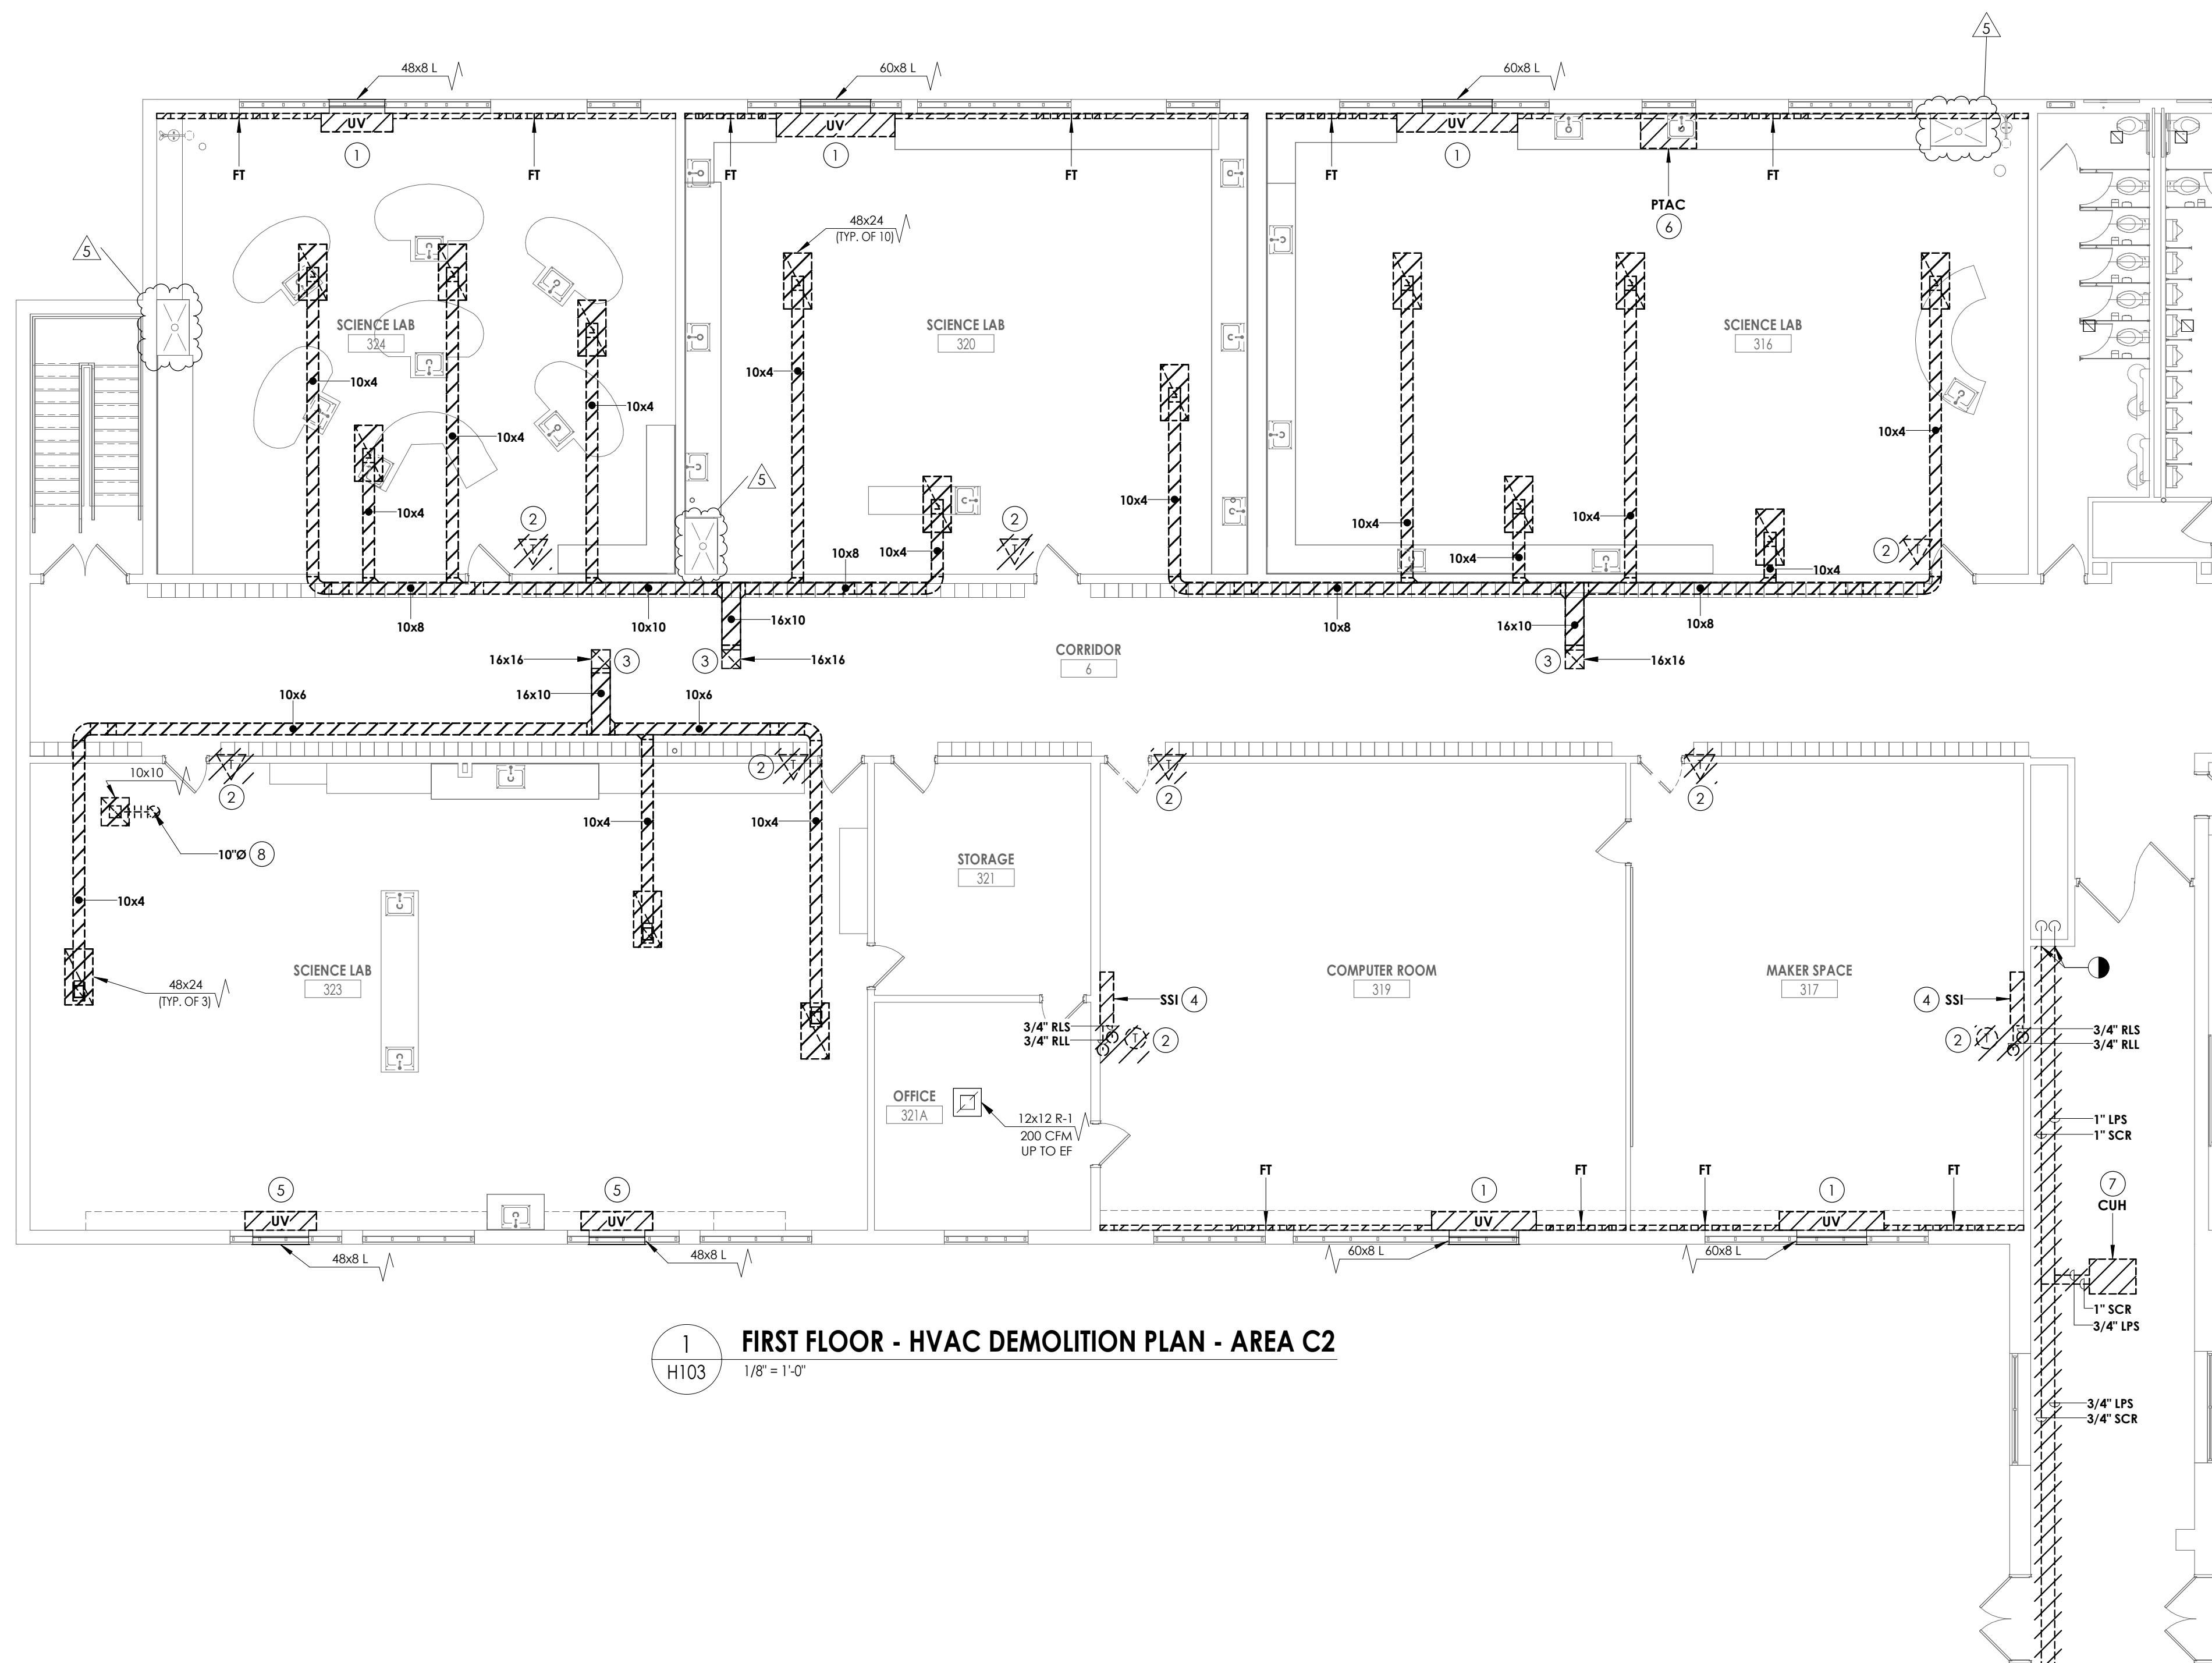 5
48x8 L
60x8 L
60x8 L
UV
UV
UV
1
1
1
FT
FT
FT
FT
FT
FT
PTAC
6
48x24
(TYP. OF 10)
5
SCIENCE LAB
324
SCIENCE LAB
320
SCIENCE LAB
316
10x4
10x4
10x4
10x4
10x4
5
10x4
10x4
10x4
10x4
10x4
10x4
10x4
10x4
2
T
2
T
2
T
10x8
10x8
10x10
16x10
10x8
16x10
10x8
16x16
3
3
16x16
3
16x16
CORRIDOR
6
10x6
16x10
10x6
10x10
T
2
2
T
T
2
T
2
10"Ø
8
10x4
10x4
10x4
STORAGE
321
SCIENCE LAB
323
48x24
(TYP. OF 3)
COMPUTER ROOM
319
MAKER SPACE
317
SSI
4
4
SSI
3/4" RLS
3/4" RLL
T
2
2
T
3/4" RLS
3/4" RLL
OFFICE
321A
12x12 R-1
200 CFM
UP TO EF
1" LPS
1" SCR
FT
FT
FT
FT
5
5
1
1
7
CUH
UV
UV
UV
UV
48x8 L
48x8 L
60x8 L
60x8 L
1" SCR
3/4" LPS
1
H103
FIRST FLOOR - HVAC DEMOLITION PLAN - AREA C2
1/8" = 1'-0"
3/4" LPS
3/4" SCR